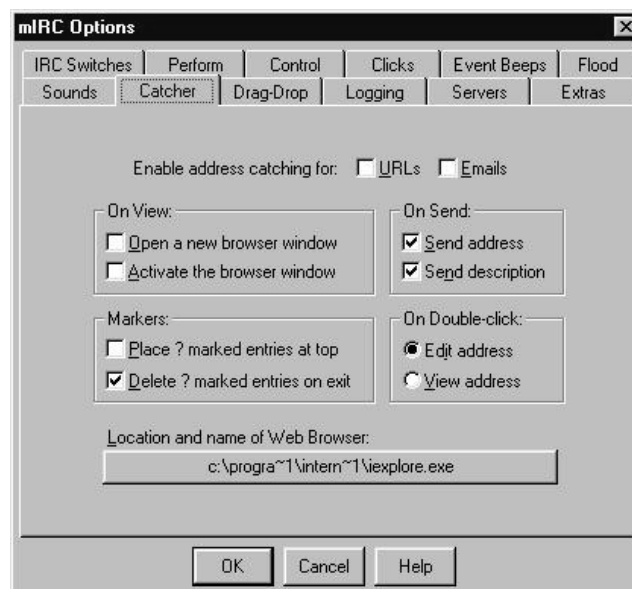 mIRC Options
IRC Switches Perform Control Clicks Event Beeps Flood
Sounds Catcher Drag-Drop Logging Servers Extras
Enable address catching for: URLs Emails
On View:
Open a new browser window
Activate the browser window
On Send:
Send address
Send description
Markers:
Place ? marked entries at top
Delete ? marked entries on exit
On Double-click:
Edit address
View address
Location and name of Web Browser:
c:\progra~1\intern~1\iexplore.exe
OK Cancel Help